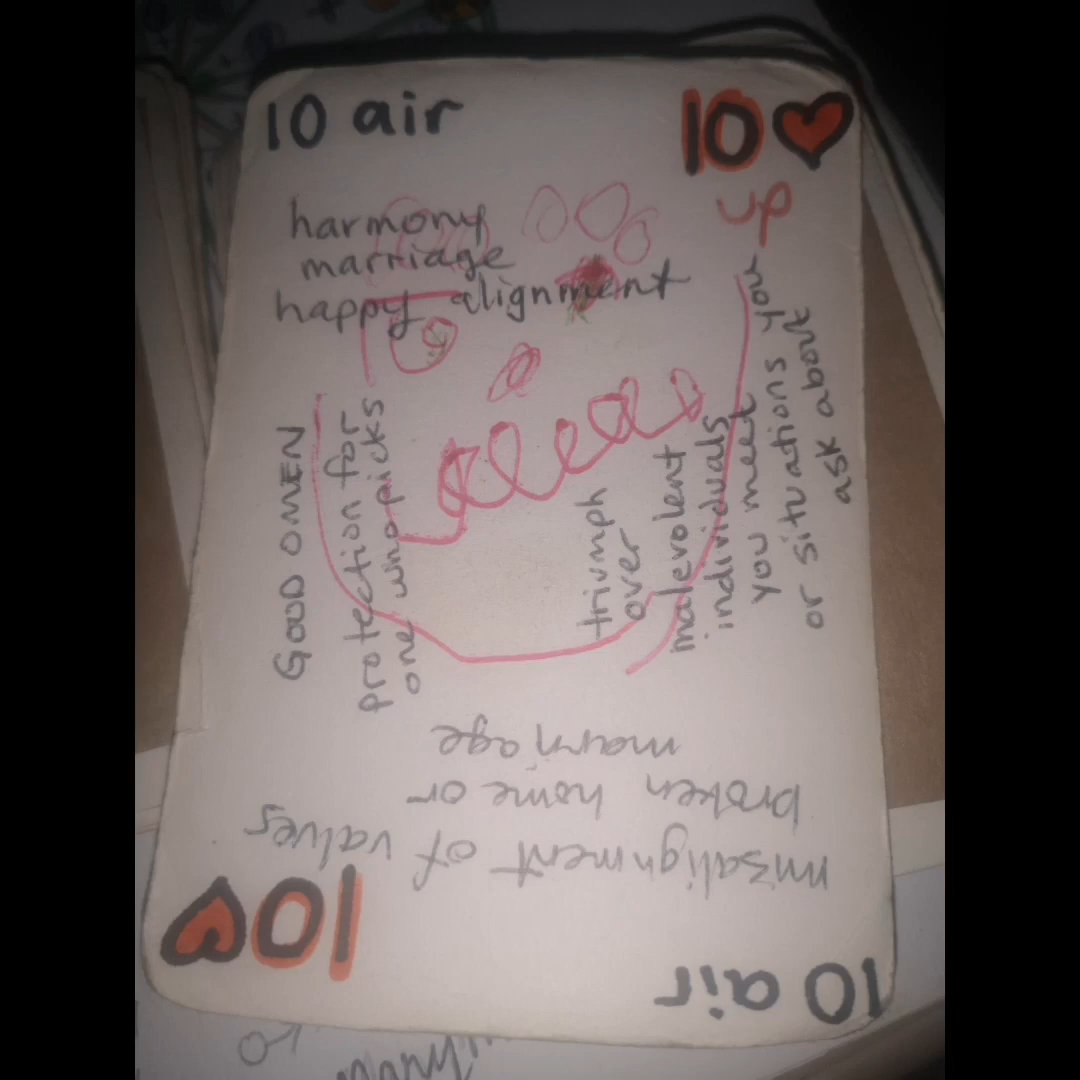 10 air
10
up
harmony
marriage
happy alignment
GOOD OMEN
protection for
one who picks
triumph
over
malevolent
individuals
you meet
or situations you
ask about
misalignment of values
broken home or
marriage
10
10 air